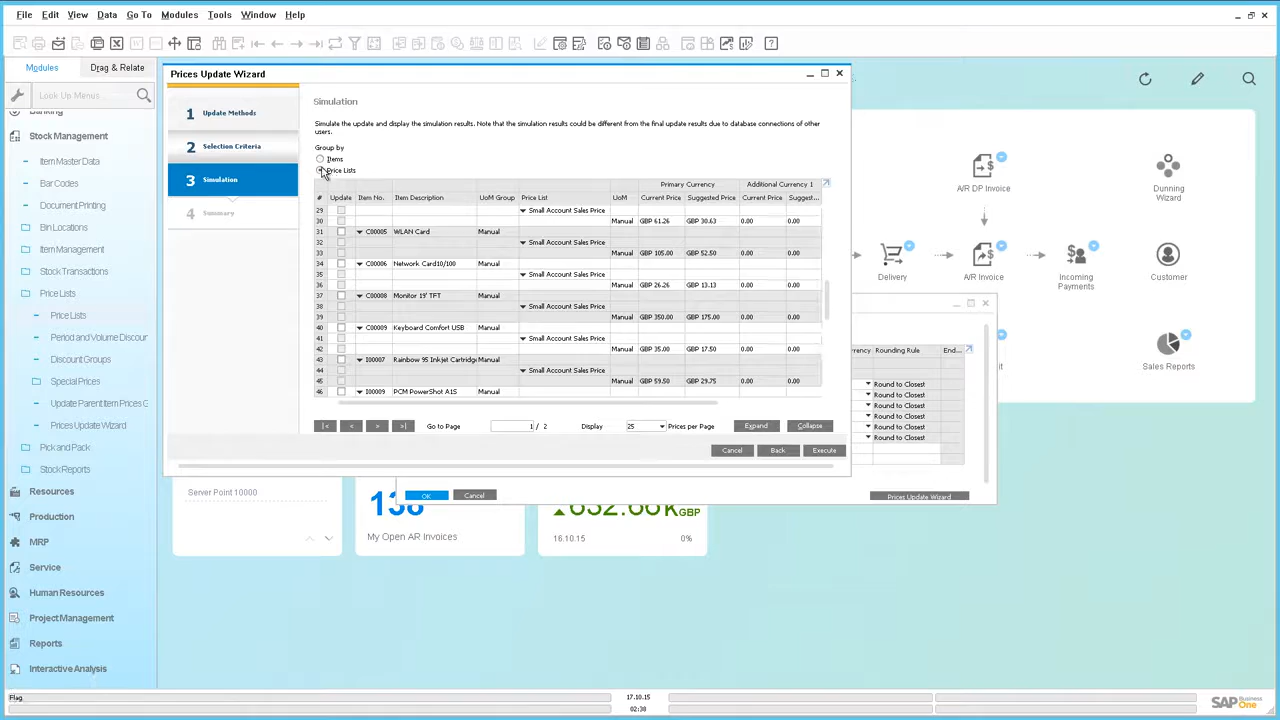 File Edit View Data Go To Modules Tools Window Help
Modules Drag & Relate
Look Up Menus
Banking
Stock Management
Item Master Data
Bar Codes
Document Printing
Bin Locations
Item Management
Stock Transactions
Price Lists
Price Lists
Period and Volume Discour
Discount Groups
Special Prices
Update Parent Item Prices G
Prices Update Wizard
Pick and Pack
Stock Reports
Resources
Production
MRP
Service
Human Resources
Project Management
Reports
Interactive Analysis
Prices Update Wizard
1 Update Methods
2 Selection Criteria
3 Simulation
4 Summary
Simulation
Simulate the update and display the simulation results. Note that the simulation results could be different from the final update results due to database connections of other
users.
Group by
Items
Price Lists
Primary Currency Additional Currency 1
# Update Item No. Item Description UoM Group Price List UoM Current Price Suggested Price Current Price Suggest...
29 Small Account Sales Price
30 Manual GBP 61.26 GBP 30.63 0.00 0.00
31 C00005 WLAN Card Manual
32 Small Account Sales Price
33 Manual GBP 105.00 GBP 52.50 0.00 0.00
34 C00006 Network Card10/100 Manual
35 Small Account Sales Price
36 Manual GBP 26.26 GBP 13.13 0.00 0.00
37 C00008 Monitor 19' TFT Manual
38 Small Account Sales Price
39 Manual GBP 350.00 GBP 175.00 0.00 0.00
40 C00009 Keyboard Comfort USB Manual
41 Small Account Sales Price
42 Manual GBP 35.00 GBP 17.50 0.00 0.00
43 I00007 Rainbow 95 Inkjet Cartridge Manual
44 Small Account Sales Price
45 Manual GBP 59.50 GBP 29.75 0.00 0.00
46 I00009 PCM PowerShot A1S Manual
Go to Page 1 / 2 Display 25 Prices per Page Expand Collapse
Cancel Back Execute
rrency Rounding Rule End...
Round to Closest
Round to Closest
Round to Closest
Round to Closest
Round to Closest
Round to Closest
OK Cancel Prices Update Wizard
A/R DP Invoice
Dunning
Wizard
Delivery
A/R Invoice
Incoming
Payments
Customer
Sales Reports
Server Point 10000
138
My Open AR Invoices
GBP
16.10.15 0%
Flag
17.10.15
02:38
SAP Business One